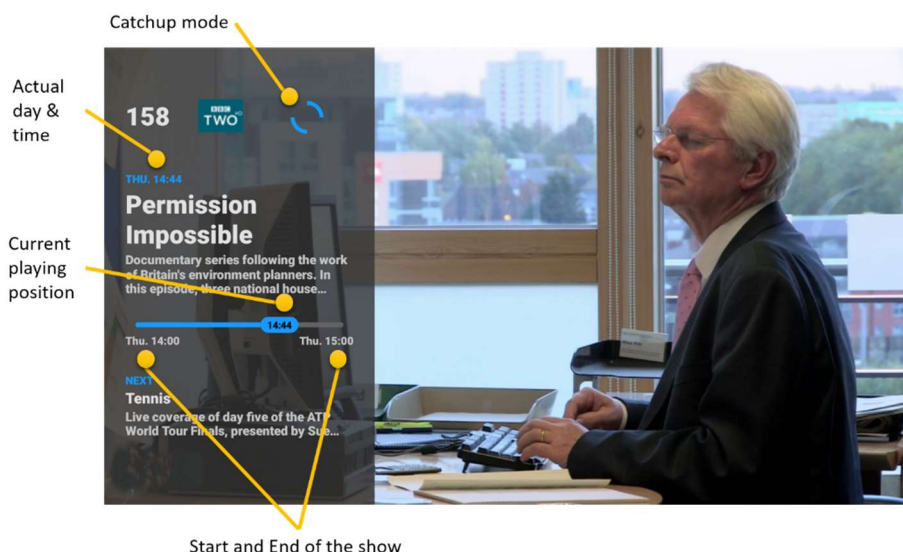 Catchup mode
Actual
day &
time
158
BBC
TWO
THU. 14:44
Permission
Impossible
Documentary series following the work
of Britain's environment planners. In
this episode, three national house...
Current
playing
position
14:44
Thu. 14:00
Thu. 15:00
NEXT
Tennis
Live coverage of day five of the ATP
World Tour Finals, presented by Sue...
Start and End of the show